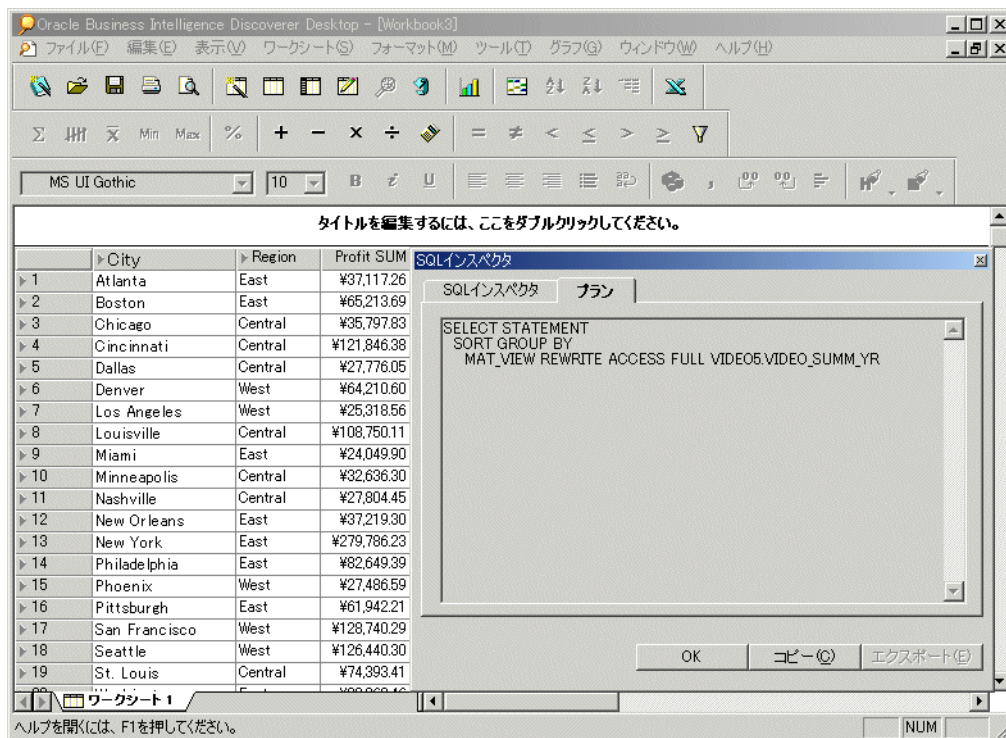 Oracle Business Intelligence Discoverer Desktop - [Workbook3]
ファイル(F) 編集(E) 表示(V) ワークシート(S) フォーマット(M) ツール(T) グラフ(G) ウィンドウ(W) ヘルプ(H)
Σ X Min Max % + - × ÷ = ≠ < ≤ > ≥
MS UI Gothic 10 B i U
タイトルを編集するには、ここをダブルクリックしてください。
City Region Profit SUM
1 Atlanta East ¥37,117.26
2 Boston East ¥65,213.69
3 Chicago Central ¥35,797.83
4 Cincinnati Central ¥121,846.38
5 Dallas Central ¥27,776.05
6 Denver West ¥64,210.60
7 Los Angeles West ¥25,318.56
8 Louisville Central ¥108,750.11
9 Miami East ¥24,049.90
10 Minneapolis Central ¥32,636.30
11 Nashville Central ¥27,804.45
12 New Orleans East ¥37,219.30
13 New York East ¥279,786.23
14 Philadelphia East ¥82,649.39
15 Phoenix West ¥27,486.59
16 Pittsburgh East ¥61,942.21
17 San Francisco West ¥128,740.29
18 Seattle West ¥126,440.30
19 St. Louis Central ¥74,393.41
SQLインスペクタ
SQLインスペクタ プラン
SELECT STATEMENT
SORT GROUP BY
MAT_VIEW REWRITE ACCESS FULL VIDEO5.VIDEO_SUMM_YR
OK コピー(C) エクスポート(E)
ワークシート 1
ヘルプを開くには、F1を押してください。 NUM